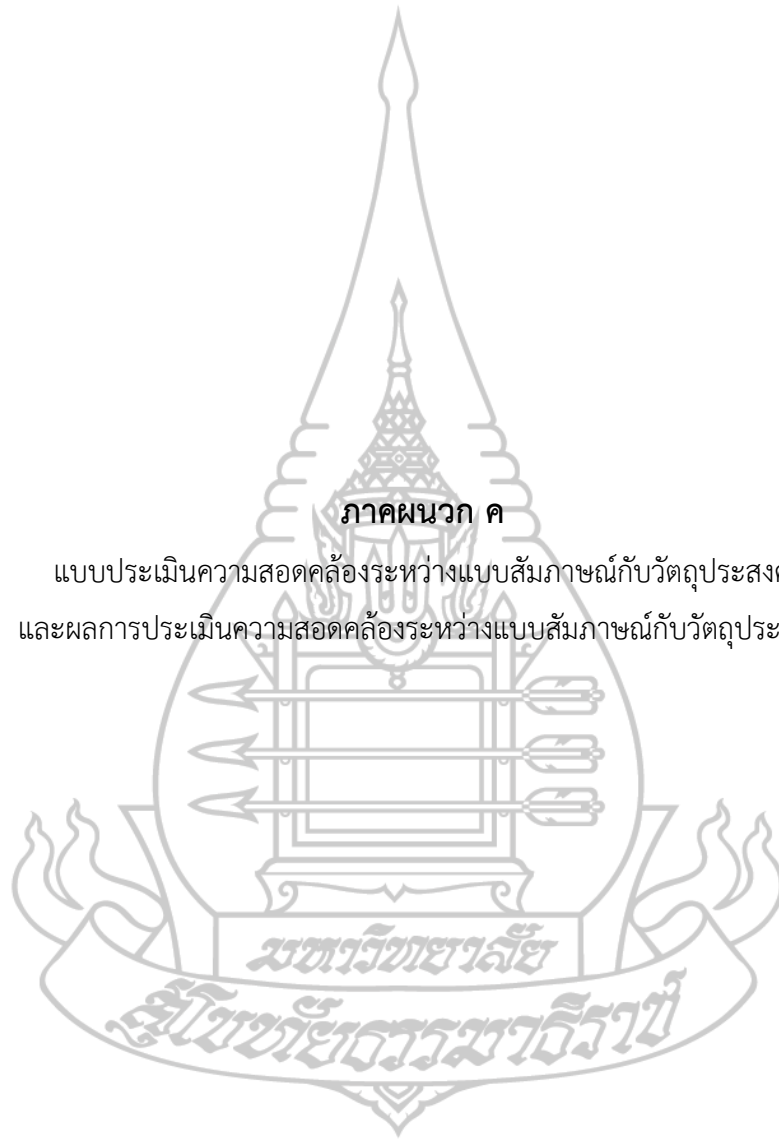 ภาคผนวก ค
แบบประเมินความสอดคล้องระหว่างแบบสัมภาษณ์กับวัตถุประสงค์
และผลการประเมินความสอดคล้องระหว่างแบบสัมภาษณ์กับวัตถุประ
มหาวิทยาลัย
สุโขทัยธรรมาธิราช